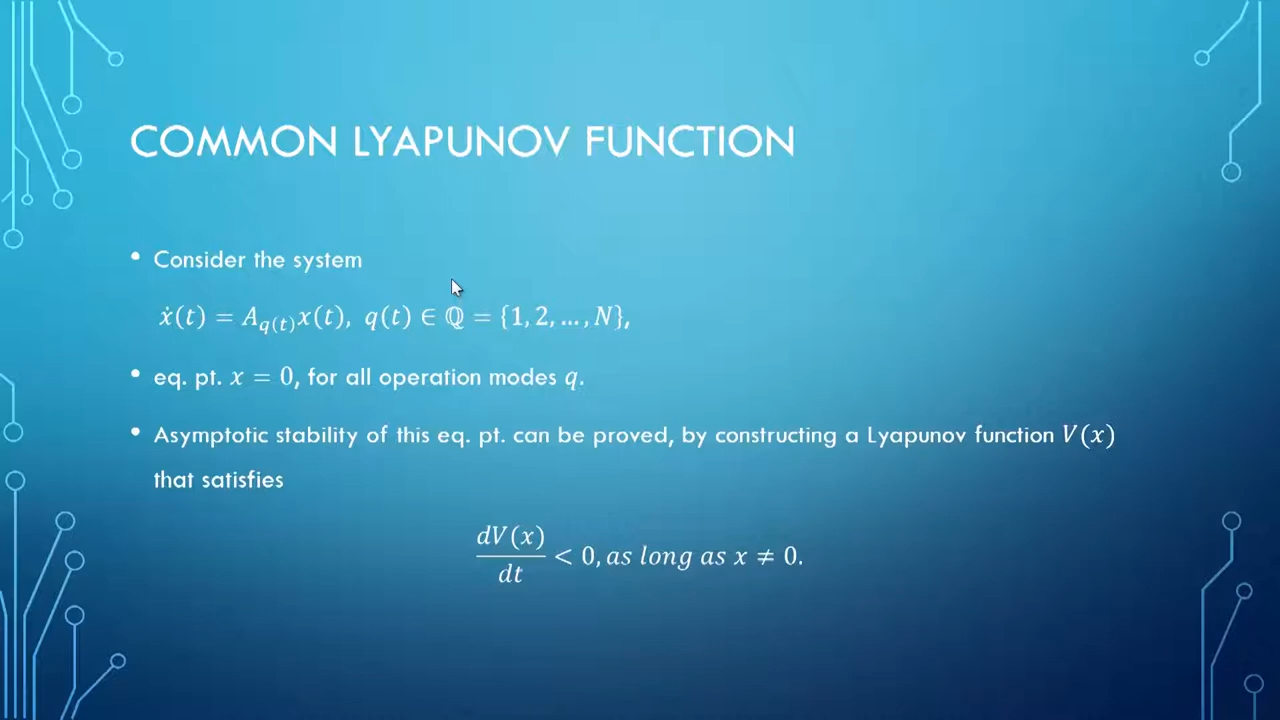 COMMON LYAPUNOV FUNCTION
• Consider the system
ẋ(t) = A_{q(t)}x(t), q(t) ∈ ℚ = {1, 2, …, N},
• eq. pt. x = 0, for all operation modes q.
• Asymptotic stability of this eq. pt. can be proved, by constructing a Lyapunov function V(x)
that satisfies
dV(x)/dt < 0, as long as x ≠ 0.